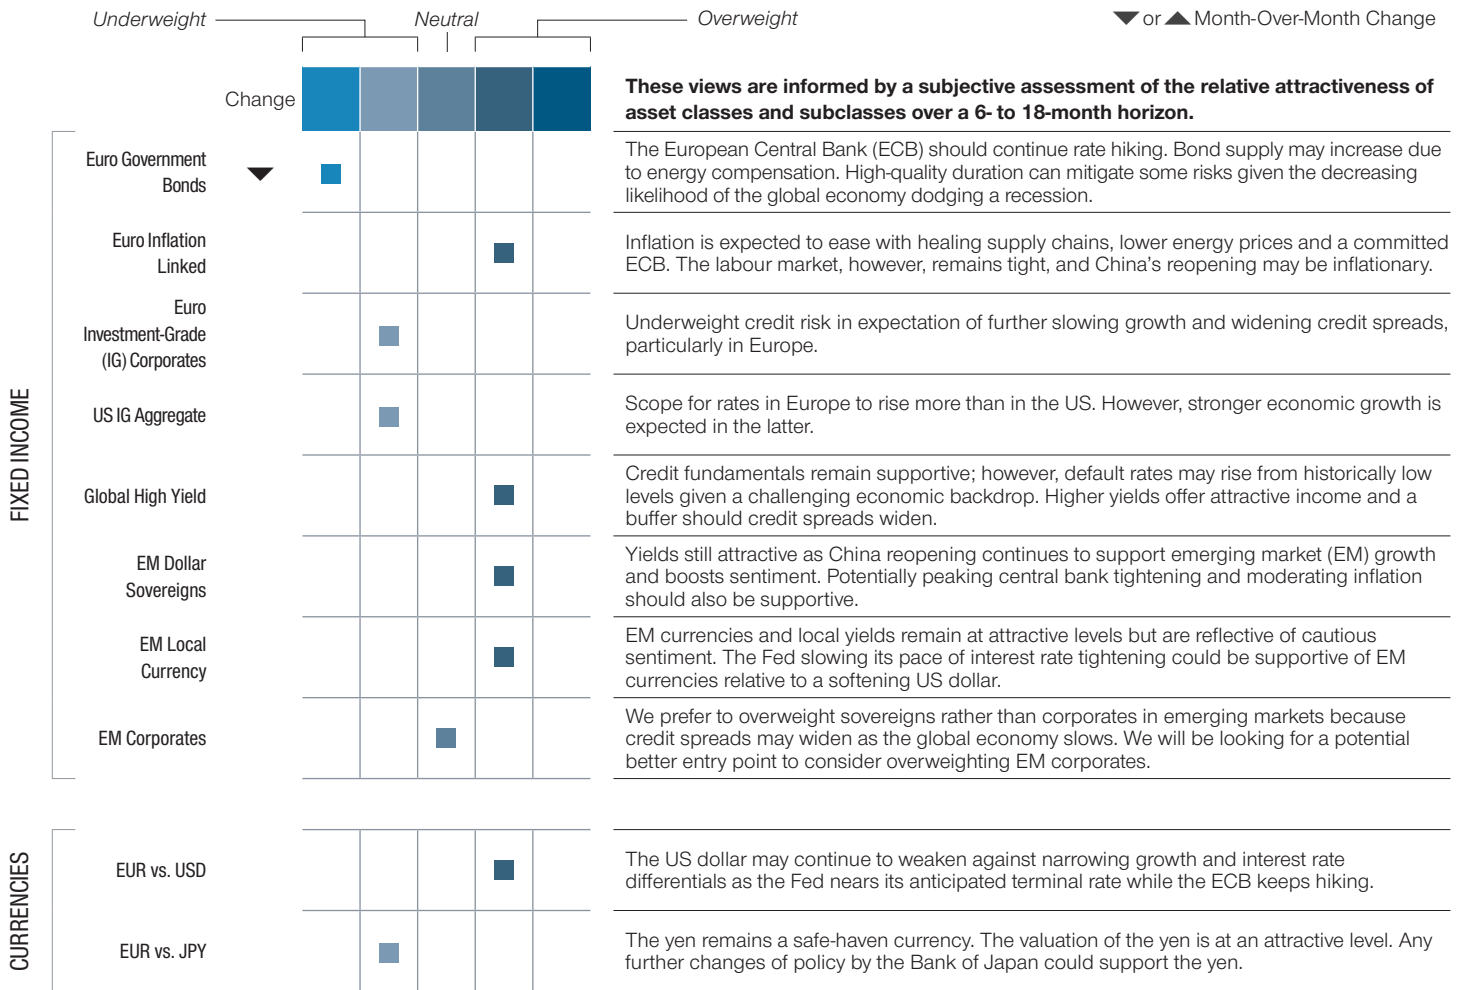 Underweight
Neutral
Overweight
▼ or ▲ Month-Over-Month Change
Change
These views are informed by a subjective assessment of the relative attractiveness of
asset classes and subclasses over a 6- to 18-month horizon.
FIXED INCOME
Euro Government
Bonds
The European Central Bank (ECB) should continue rate hiking. Bond supply may increase due
to energy compensation. High-quality duration can mitigate some risks given the decreasing
likelihood of the global economy dodging a recession.
Euro Inflation
Linked
Inflation is expected to ease with healing supply chains, lower energy prices and a committed
ECB. The labour market, however, remains tight, and China’s reopening may be inflationary.
Euro
Investment-Grade
(IG) Corporates
Underweight credit risk in expectation of further slowing growth and widening credit spreads,
particularly in Europe.
US IG Aggregate
Scope for rates in Europe to rise more than in the US. However, stronger economic growth is
expected in the latter.
Global High Yield
Credit fundamentals remain supportive; however, default rates may rise from historically low
levels given a challenging economic backdrop. Higher yields offer attractive income and a
buffer should credit spreads widen.
EM Dollar
Sovereigns
Yields still attractive as China reopening continues to support emerging market (EM) growth
and boosts sentiment. Potentially peaking central bank tightening and moderating inflation
should also be supportive.
EM Local
Currency
EM currencies and local yields remain at attractive levels but are reflective of cautious
sentiment. The Fed slowing its pace of interest rate tightening could be supportive of EM
currencies relative to a softening US dollar.
EM Corporates
We prefer to overweight sovereigns rather than corporates in emerging markets because
credit spreads may widen as the global economy slows. We will be looking for a potential
better entry point to consider overweighting EM corporates.
CURRENCIES
EUR vs. USD
The US dollar may continue to weaken against narrowing growth and interest rate
differentials as the Fed nears its anticipated terminal rate while the ECB keeps hiking.
EUR vs. JPY
The yen remains a safe-haven currency. The valuation of the yen is at an attractive level. Any
further changes of policy by the Bank of Japan could support the yen.